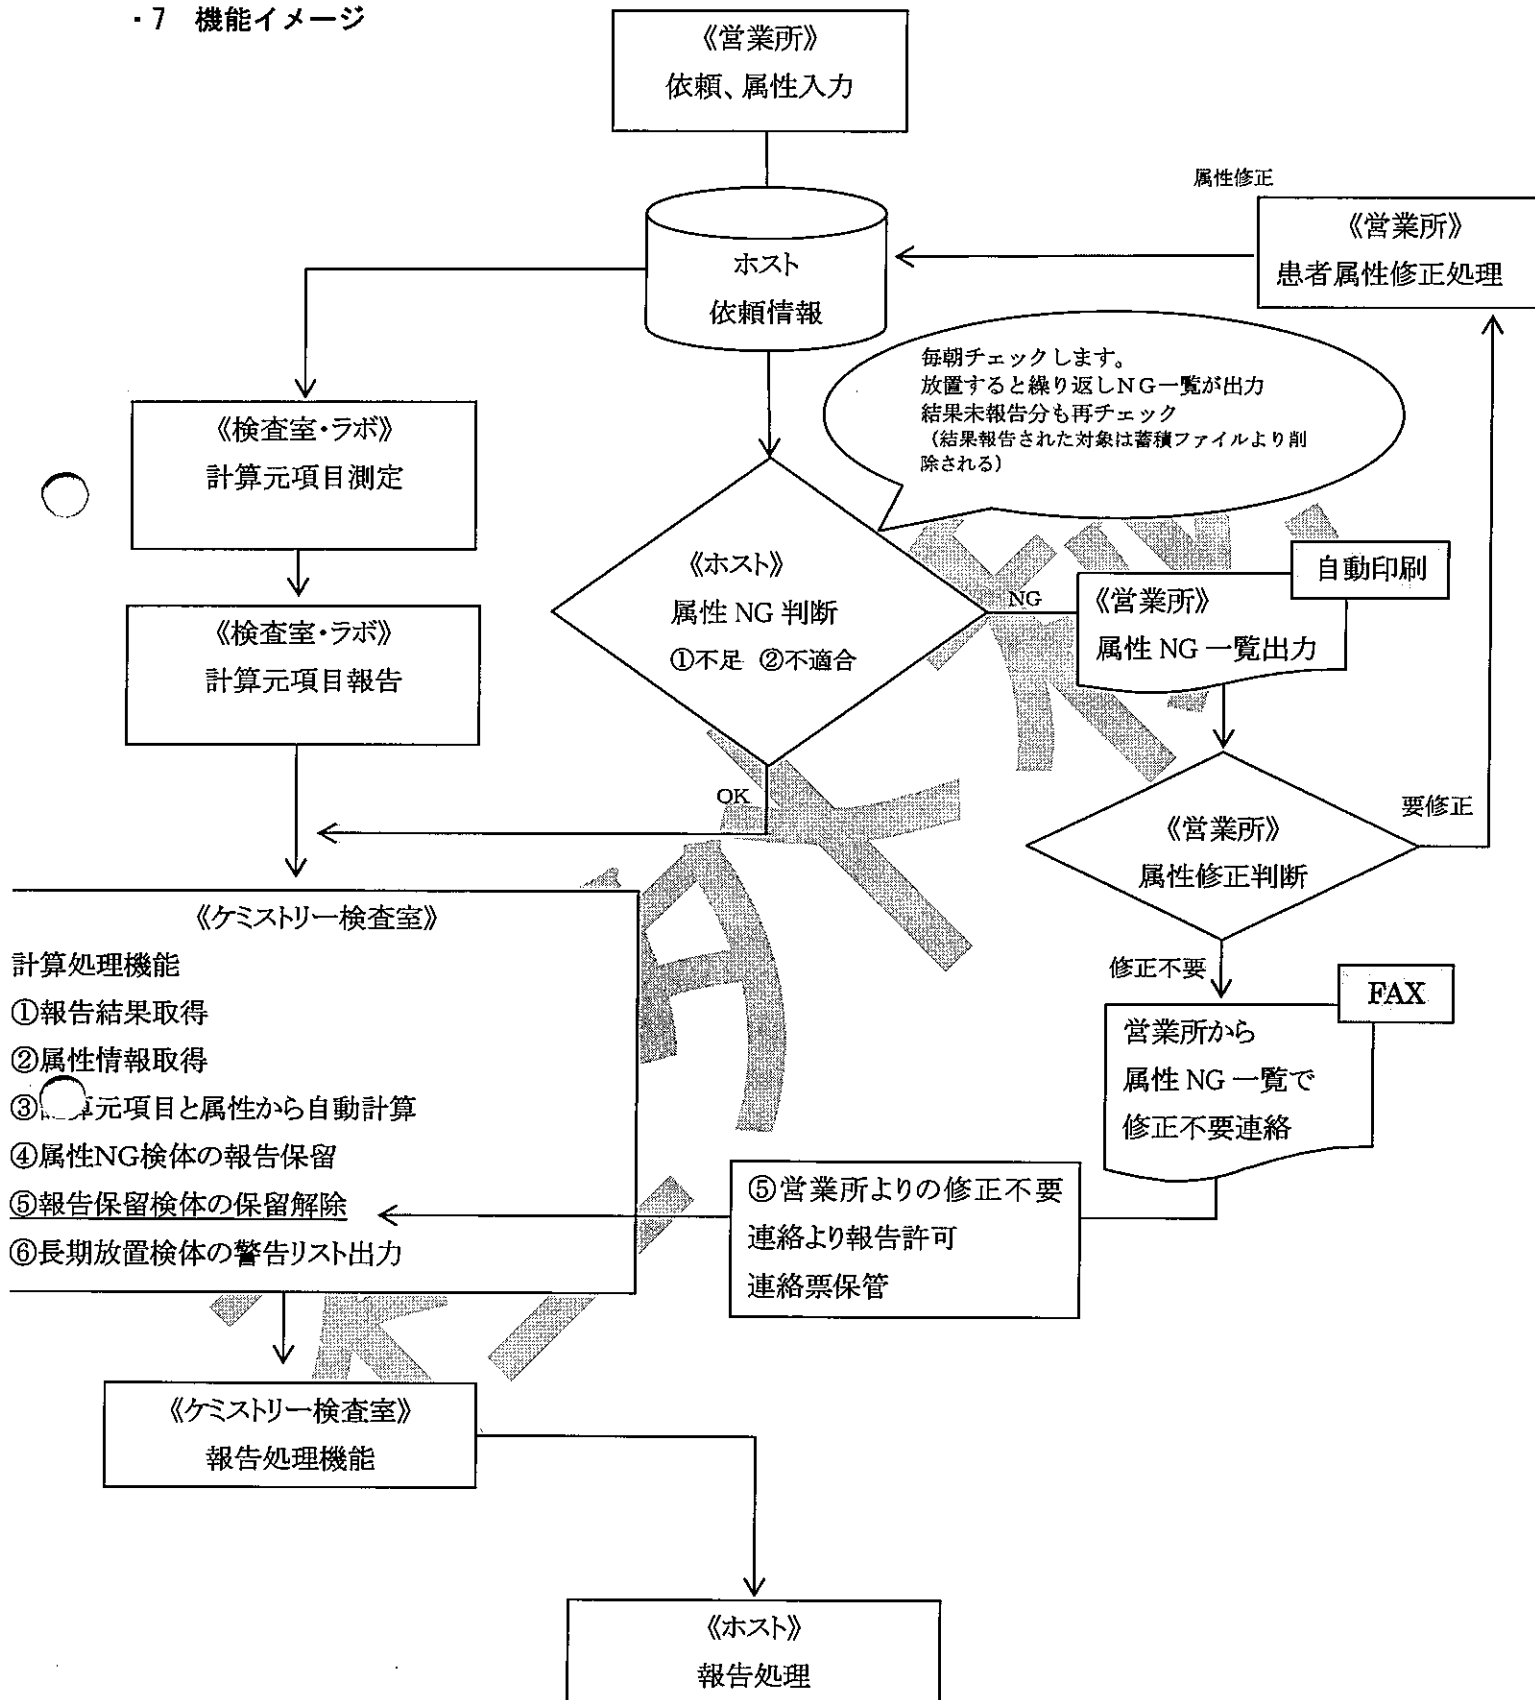 -7 機能イメージ
《営業所》
依頼、属性入力
属性修正
《営業所》
患者属性修正処理
ホスト
依頼情報
毎朝チェックします。
放置すると繰り返しNG一覧が出力
結果未報告分も再チェック
（結果報告された対象は蓄積ファイルより削
除される）
《検査室・ラボ》
計算元項目測定
《ホスト》
属性 NG 判断
①不足 ②不適合
NG
自動印刷
《営業所》
属性 NG 一覧出力
《検査室・ラボ》
計算元項目報告
OK
要修正
《営業所》
属性修正判断
修正不要
FAX
営業所から
属性 NG 一覧で
修正不要連絡
《ケミストリー検査室》
計算処理機能
①報告結果取得
②属性情報取得
③算元項目と属性から自動計算
④属性NG検体の報告保留
⑤報告保留検体の保留解除
⑥長期放置検体の警告リスト出力
⑤営業所よりの修正不要
連絡より報告許可
連絡票保管
《ケミストリー検査室》
報告処理機能
《ホスト》
報告処理